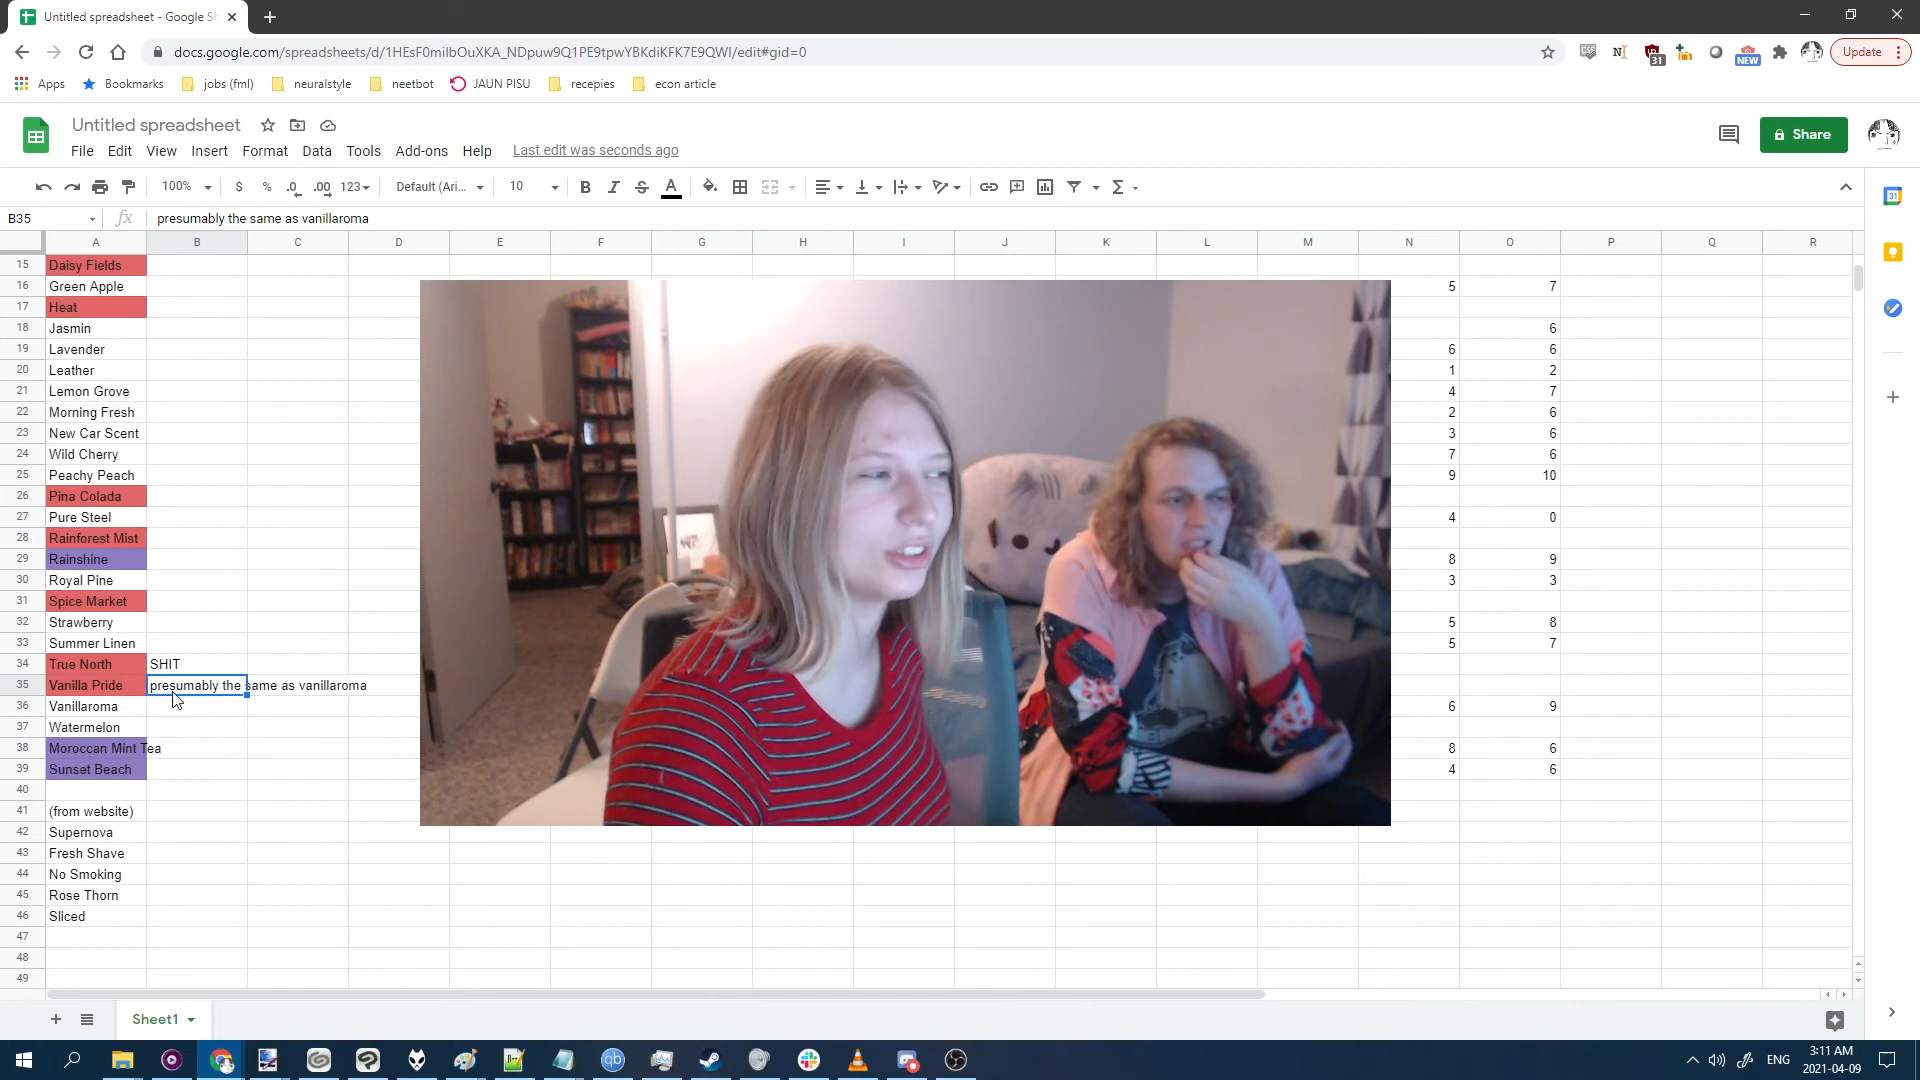 Untitled spreadsheet - Google Sh
docs.google.com/spreadsheets/d/1HEsF0milbOuXKA_NDpuw9Q1PE9tpwYBKdiKFK7E9QWI/edit#gid=0
31
NEW
Update
Apps Bookmarks jobs (fml) neuralstyle neetbot JAUN PISU recepies econ article
Untitled spreadsheet
Share
File Edit View Insert Format Data Tools Add-ons Help Last edit was seconds ago
100% $ % .0 .00 123 Default (Ari... 10 B I S A
31
B35 fx presumably the same as vanillaroma
A B C D E F G H I J K L M N O P Q R
15 Daisy Fields
16 Green Apple 5 7
17 Heat
18 Jasmin 6
19 Lavender 6 6
20 Leather 1 2
21 Lemon Grove 4 7
22 Morning Fresh 2 6
23 New Car Scent 3 6
24 Wild Cherry 7 6
25 Peachy Peach 9 10
26 Pina Colada
27 Pure Steel 4 0
28 Rainforest Mist
29 Rainshine 8 9
30 Royal Pine 3 3
31 Spice Market
32 Strawberry 5 8
33 Summer Linen 5 7
34 True North SHIT
35 Vanilla Pride presumably the same as vanillaroma
36 Vanillaroma 6 9
37 Watermelon
38 Moroccan Mint Tea 8 6
39 Sunset Beach 4 6
40
41 (from website)
42 Supernova
43 Fresh Shave
44 No Smoking
45 Rose Thorn
46 Sliced
47
48
49
Sheet1
ENG
3:11 AM
2021-04-09